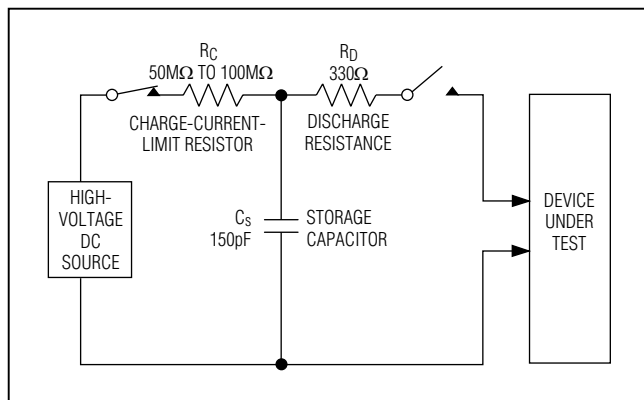 R_C
50MΩ TO 100MΩ
CHARGE-CURRENT-
LIMIT RESISTOR
R_D
330Ω
DISCHARGE
RESISTANCE
HIGH-
VOLTAGE
DC
SOURCE
C_S
150pF
STORAGE
CAPACITOR
DEVICE
UNDER
TEST